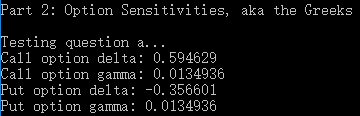 Part 2: Option Sensitivities, aka the Greeks
Testing question a...
Call option delta: 0.594629
Call option gamma: 0.0134936
Put option delta: -0.356601
Put option gamma: 0.0134936